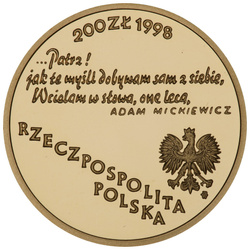 200 ZŁ 1998
...Patrz!
jak te myśli dobywam sam z siebie,
Wcielam w słowa, one lecą,
ADAM MICKIEWICZ
RZECZPOSPOLITA
POLSKA